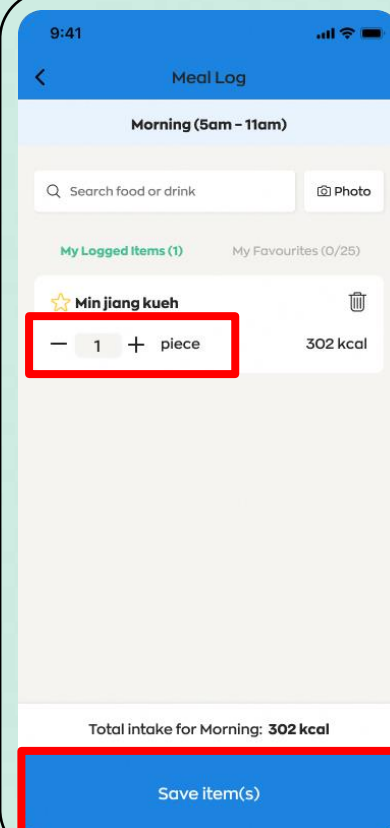 9:41
Meal Log
Morning (5am - 11am)
Search food or drink
Photo
My Logged Items (1) My Favourites (0/25)
Min jiang kueh
1 piece 302 kcal
Total intake for Morning: 302 kcal
Save item(s)